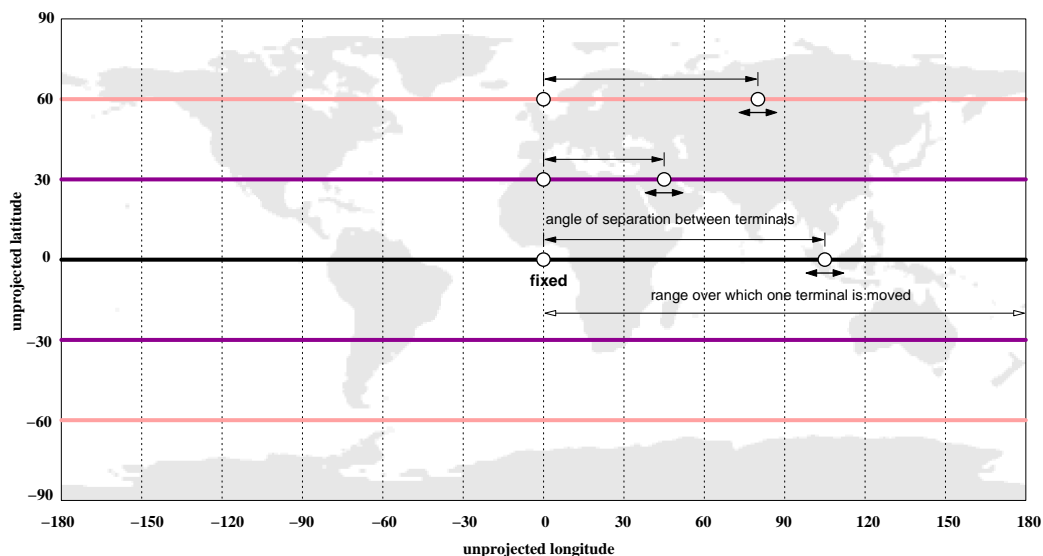 90
60
30
0
−30
−60
−90
unprojected latitude
angle of separation between terminals
fixed
range over which one terminal is moved
−180 −150 −120 −90 −60 −30 0 30 60 90 120 150 180
unprojected longitude